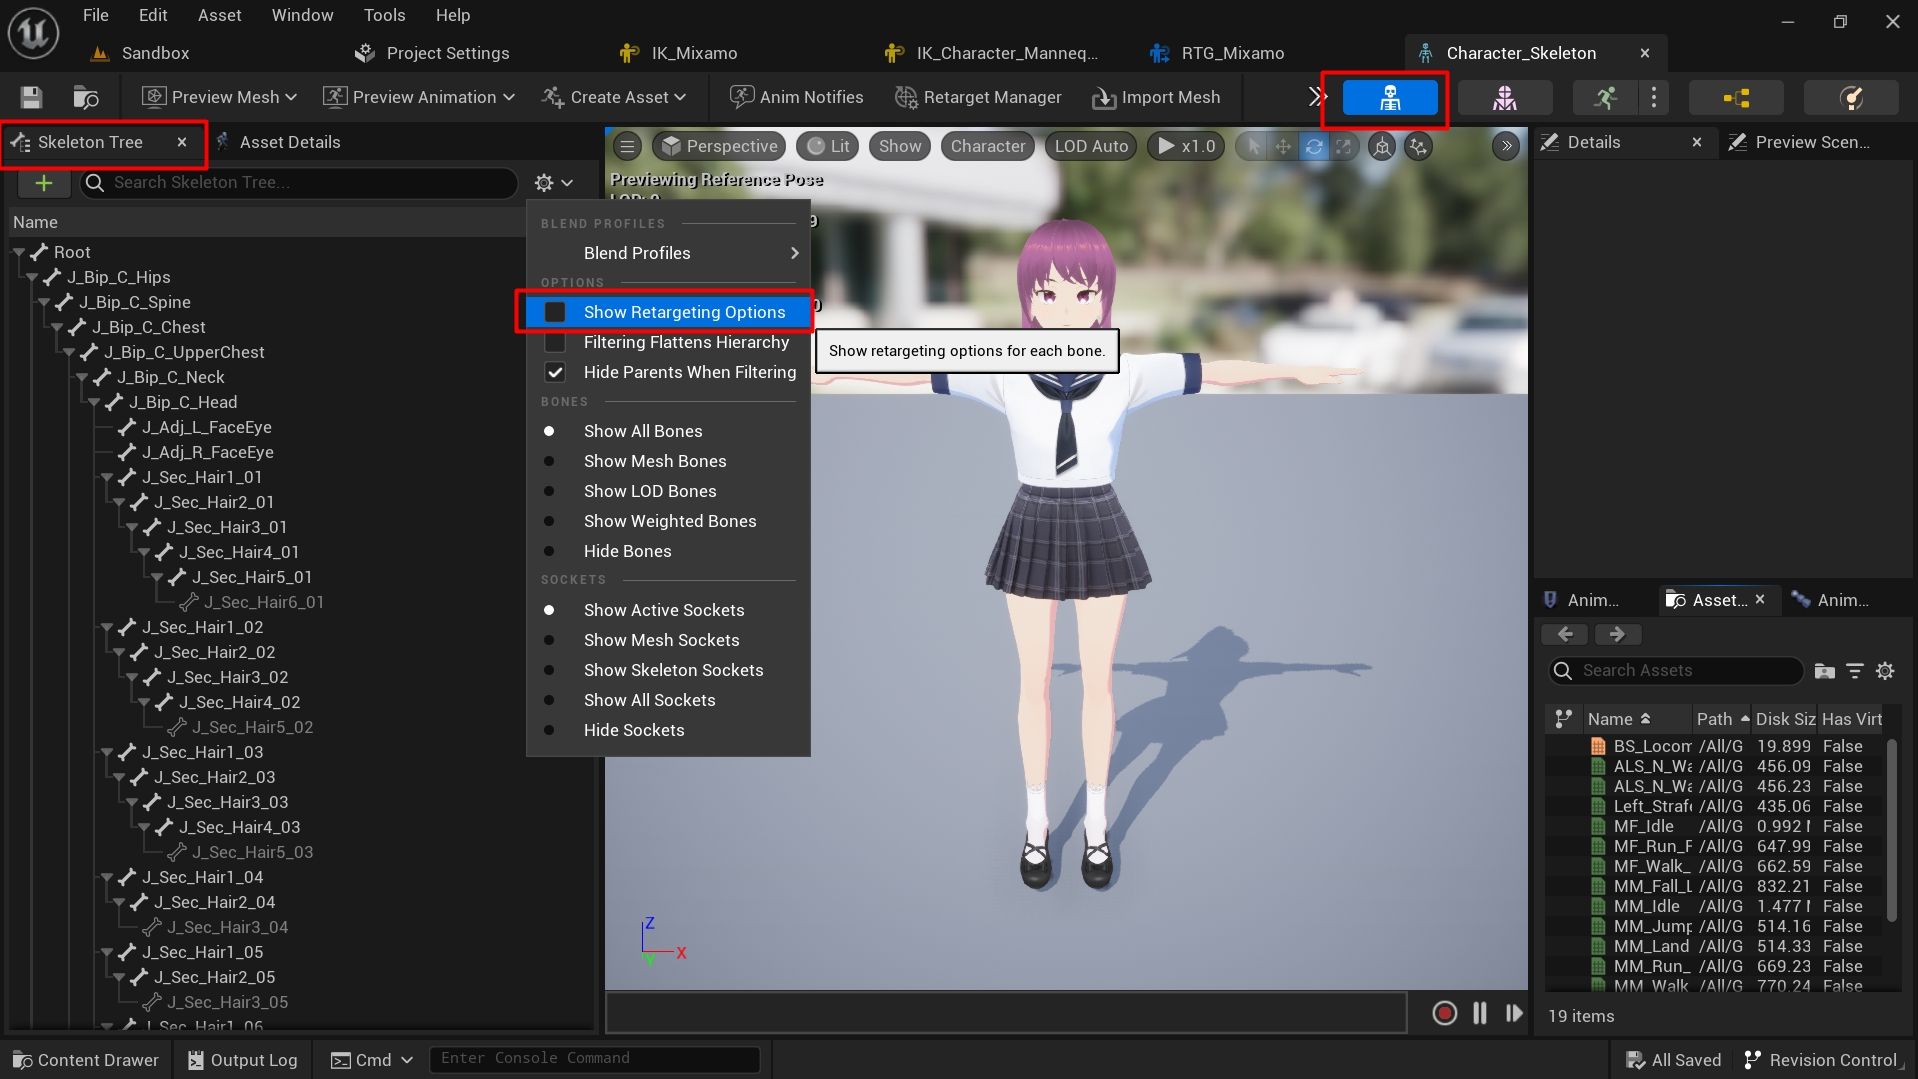 File Edit Asset Window Tools Help
Sandbox Project Settings IK_Mixamo IK_Character_Mannequ... RTG_Mixamo Character_Skeleton
Preview Mesh Preview Animation Create Asset Anim Notifies Retarget Manager Import Mesh
Skeleton Tree Asset Details
Search Skeleton Tree...
Name
Root
J_Bip_C_Hips
J_Bip_C_Spine
J_Bip_C_Chest
J_Bip_C_UpperChest
J_Bip_C_Neck
J_Bip_C_Head
J_Adj_L_FaceEye
J_Adj_R_FaceEye
J_Sec_Hair1_01
J_Sec_Hair2_01
J_Sec_Hair3_01
J_Sec_Hair4_01
J_Sec_Hair5_01
J_Sec_Hair6_01
J_Sec_Hair1_02
J_Sec_Hair2_02
J_Sec_Hair3_02
J_Sec_Hair4_02
J_Sec_Hair5_02
J_Sec_Hair1_03
J_Sec_Hair2_03
J_Sec_Hair3_03
J_Sec_Hair4_03
J_Sec_Hair5_03
J_Sec_Hair1_04
J_Sec_Hair2_04
J_Sec_Hair3_04
J_Sec_Hair1_05
J_Sec_Hair2_05
J_Sec_Hair3_05
J_Sec_Hair1_06
BLEND PROFILES
Blend Profiles
OPTIONS
Show Retargeting Options
Filtering Flattens Hierarchy
Hide Parents When Filtering
BONES
Show All Bones
Show Mesh Bones
Show LOD Bones
Show Weighted Bones
Hide Bones
SOCKETS
Show Active Sockets
Show Mesh Sockets
Show Skeleton Sockets
Show All Sockets
Hide Sockets
Show retargeting options for each bone.
Perspective Lit Show Character LOD Auto x1.0
Previewing Reference Pose
LOD: 0
Z
X
Y
Details Preview Scen...
Anim... Asset... Anim...
Search Assets
Name Path Disk Siz Has Virt
BS_Locom /All/G 19.899 False
ALS_N_Wa /All/G 456.09 False
ALS_N_Wa /All/G 456.23 False
Left_Strafe /All/G 435.06 False
MF_Idle /All/G 0.992 M False
MF_Run_F /All/G 647.99 False
MF_Walk_ /All/G 662.59 False
MM_Fall_L /All/G 832.21 False
MM_Idle /All/G 1.477 M False
MM_Jump /All/G 514.16 False
MM_Land /All/G 514.33 False
MM_Run_ /All/G 669.23 False
MM_Walk /All/G 770.24 False
19 items
Content Drawer Output Log Cmd Enter Console Command All Saved Revision Control